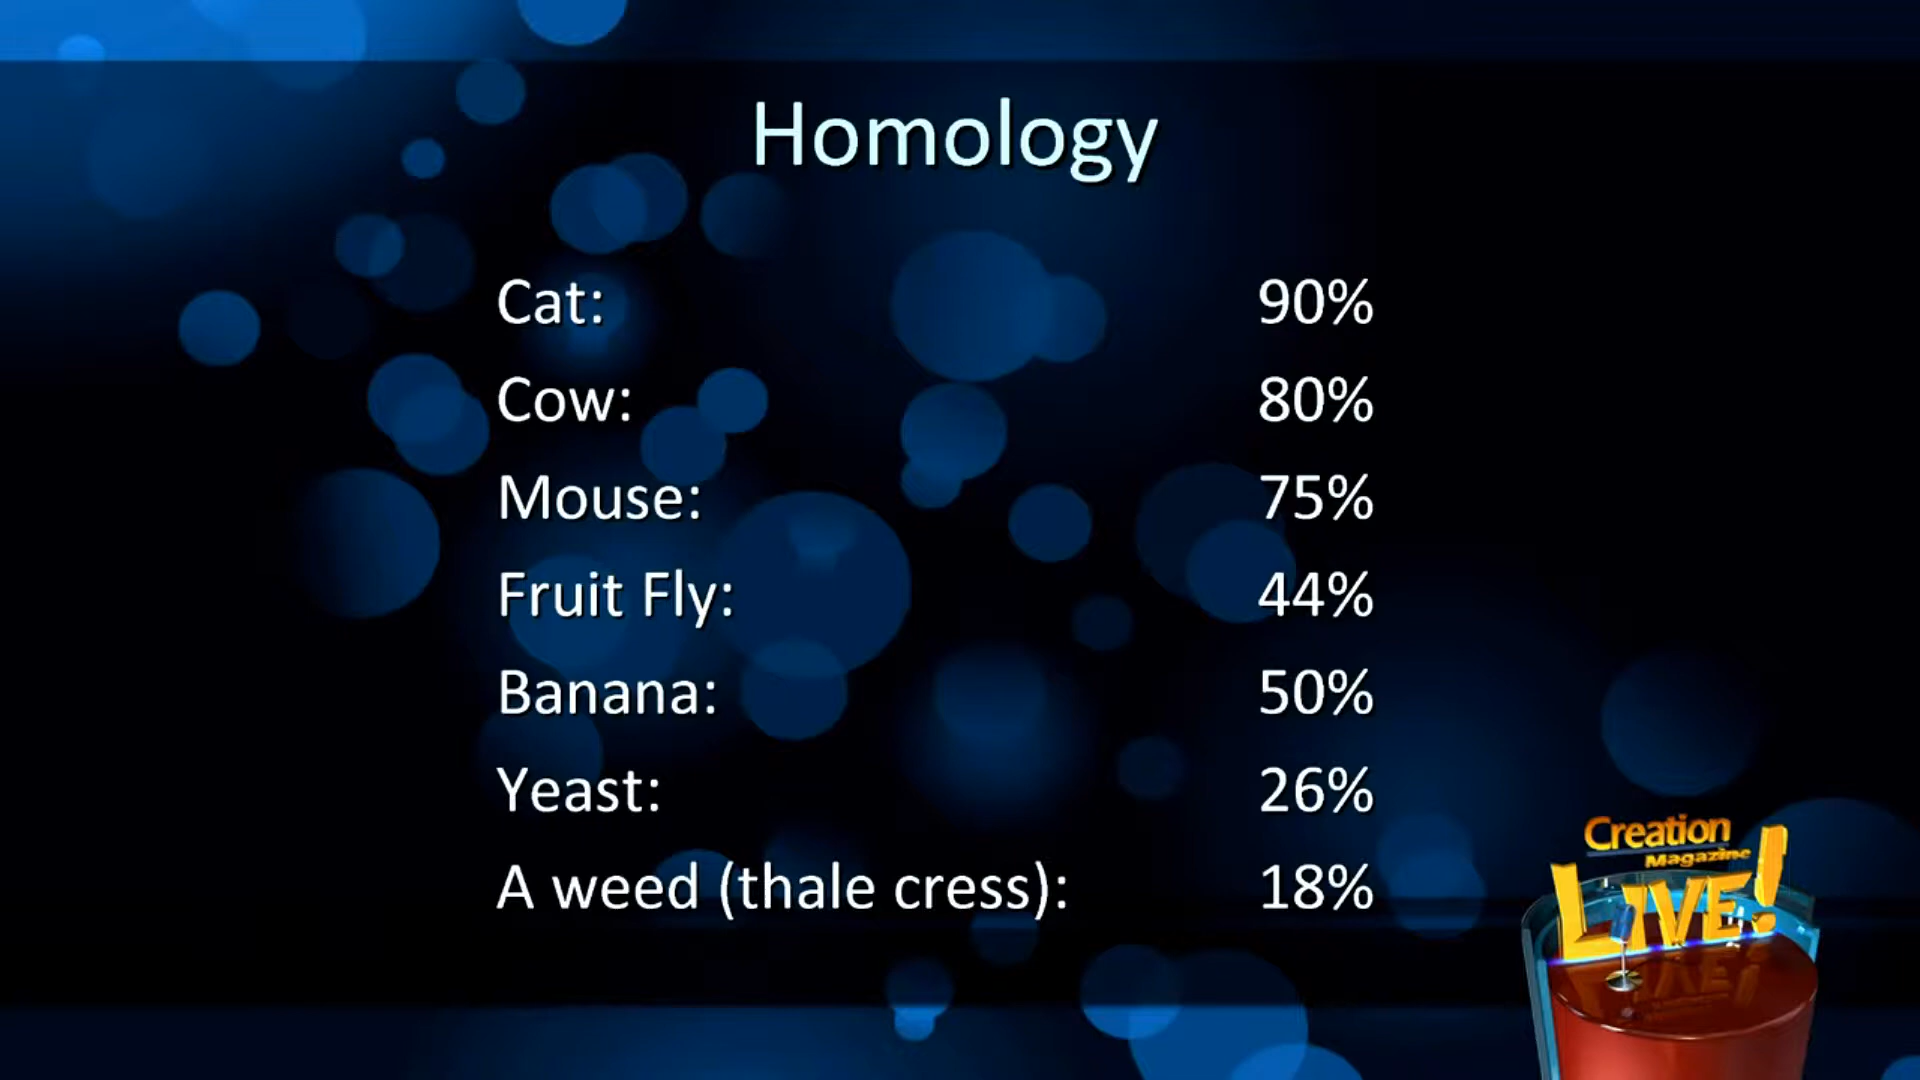 Homology
Cat: 90%
Cow: 80%
Mouse: 75%
Fruit Fly: 44%
Banana: 50%
Yeast: 26%
A weed (thale cress): 18%
Creation
Magazine
LIVE!